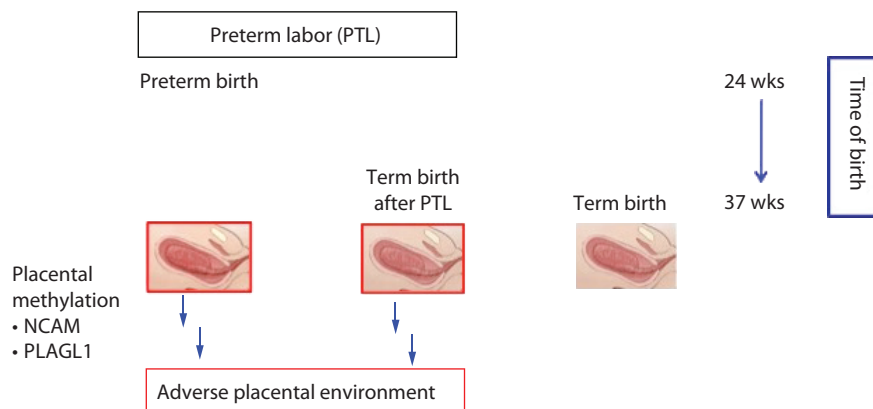 Preterm labor (PTL)
Preterm birth
24 wks
Time of birth
Term birth
after PTL
Term birth
37 wks
Placental
methylation
• NCAM
• PLAGL1
Adverse placental environment